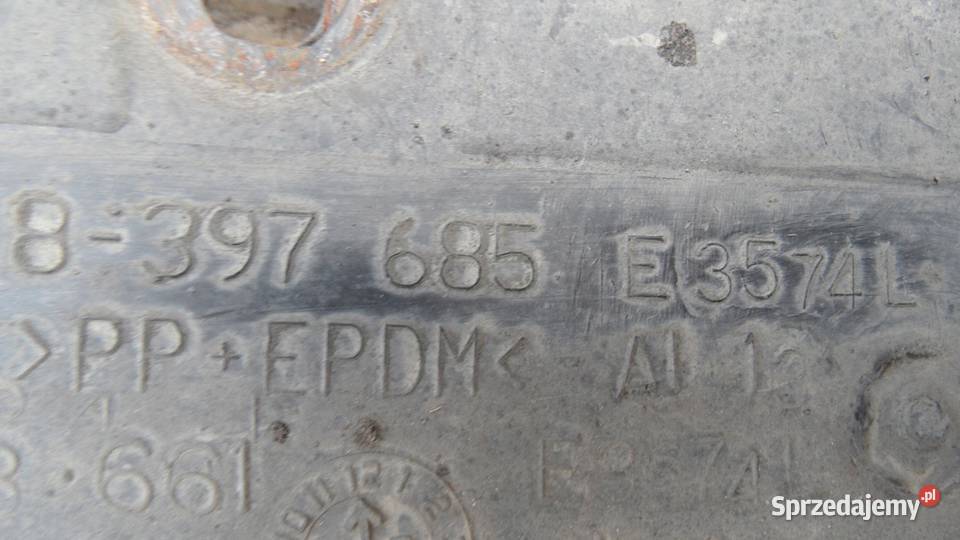 8-397 685 E3574L
>PP+EPDM< AI 12
8·661
Sprzedajemy.pl